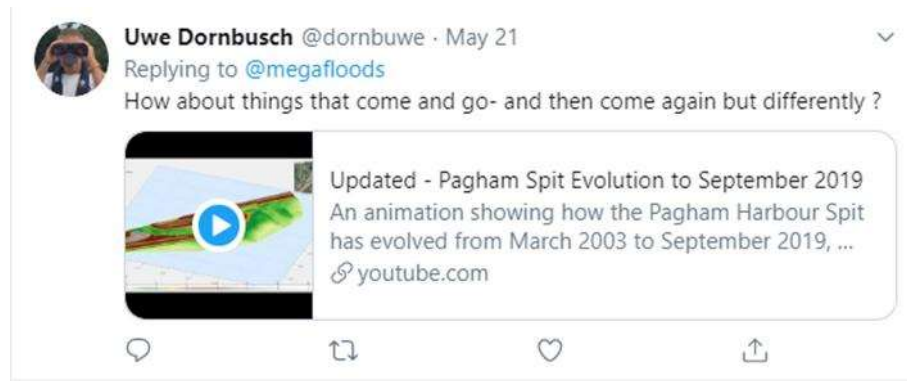 Uwe Dornbusch @dornbuwe · May 21
Replying to @megafloods
How about things that come and go- and then come again but differently ?
Updated - Pagham Spit Evolution to September 2019
An animation showing how the Pagham Harbour Spit
has evolved from March 2003 to September 2019, ...
youtube.com